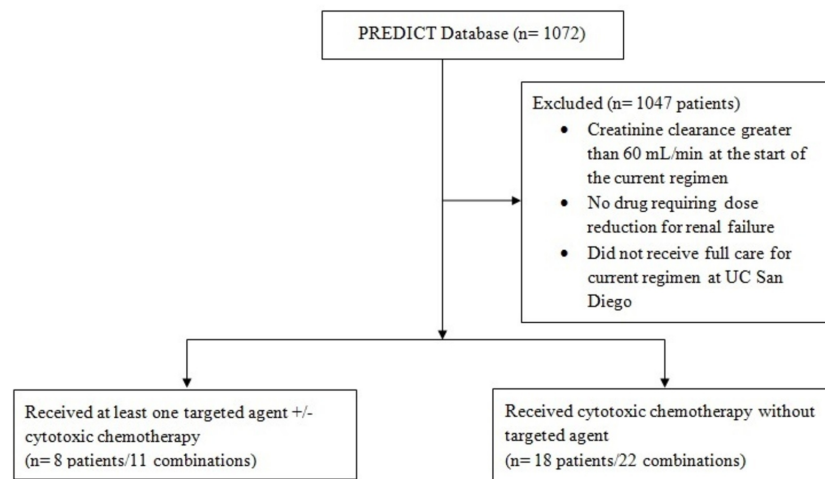 PREDICT Database (n= 1072)
Excluded (n= 1047 patients)
• Creatinine clearance greater
than 60 mL/min at the start of
the current regimen
• No drug requiring dose
reduction for renal failure
• Did not receive full care for
current regimen at UC San
Diego
Received at least one targeted agent +/-
cytotoxic chemotherapy
(n= 8 patients/11 combinations)
Received cytotoxic chemotherapy without
targeted agent
(n= 18 patients/22 combinations)